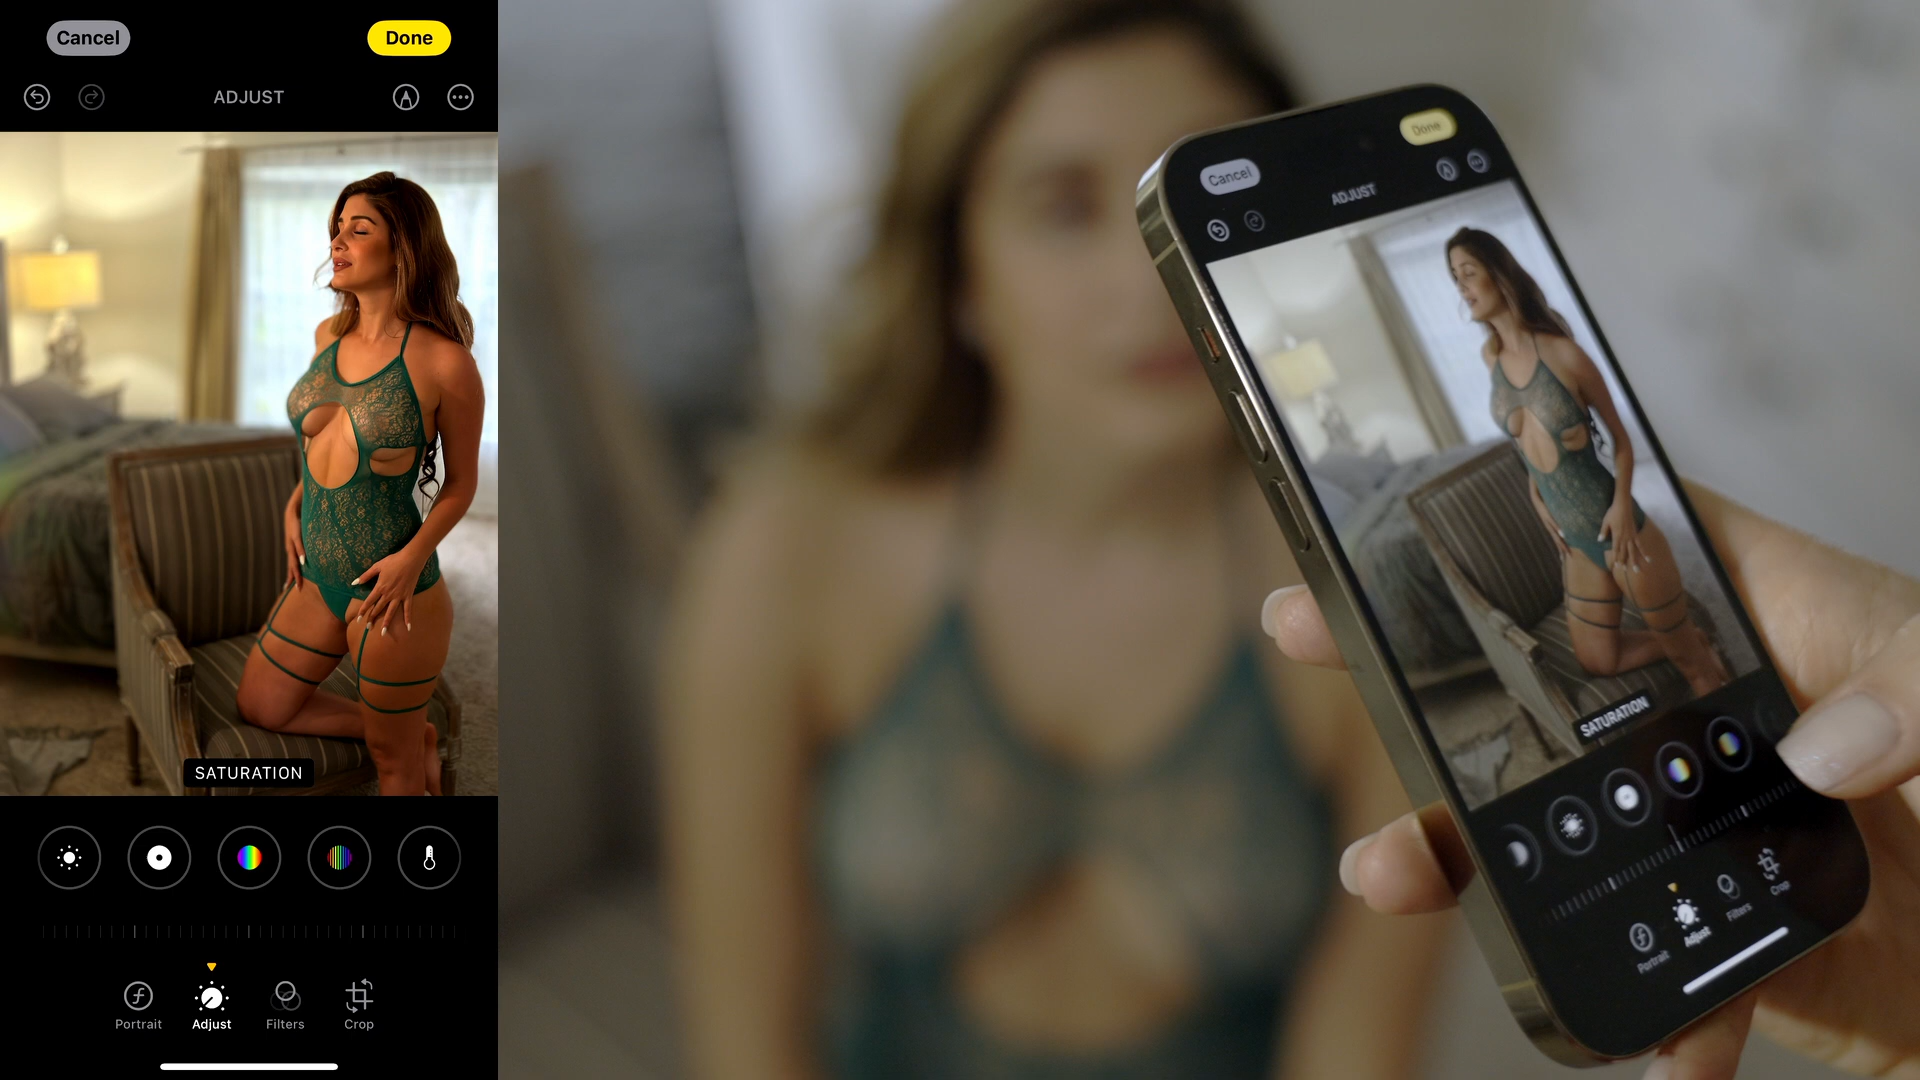 Cancel Done
ADJUST
SATURATION
Portrait Adjust Filters Crop
Cancel Done
ADJUST
SATURATION
Portrait Adjust Filters Crop